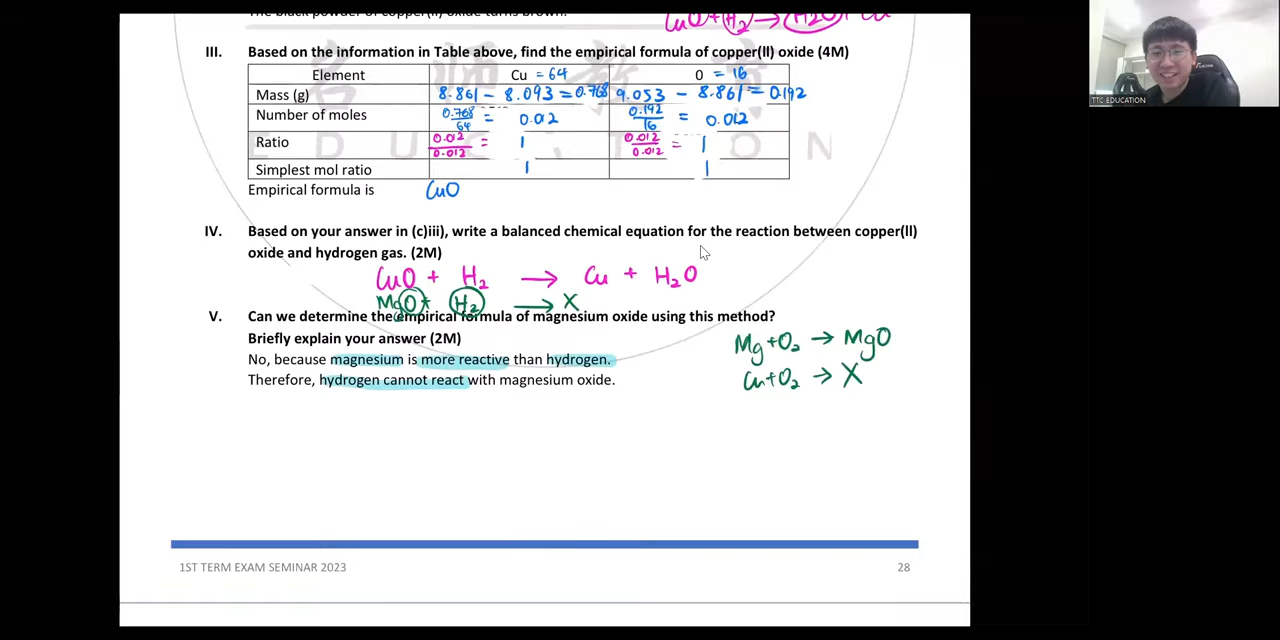 The black powder of copper(II) oxide turns brown.
CuO + H₂ → H₂O + Cu
III. Based on the information in Table above, find the empirical formula of copper(ll) oxide (4M)
Element Cu = 64 O = 16
Mass (g) 8.861 - 8.093 = 0.768 9.053 - 8.861 = 0.192
Number of moles 0.768/64 = 0.012 0.192/16 = 0.012
Ratio 0.012/0.012 = 1 0.012/0.012 = 1
Simplest mol ratio 1 1
Empirical formula is CuO
IV. Based on your answer in (c)iii), write a balanced chemical equation for the reaction between copper(ll)
oxide and hydrogen gas. (2M)
CuO + H₂ → Cu + H₂O
MgO + H₂ → X
V. Can we determine the empirical formula of magnesium oxide using this method?
Briefly explain your answer (2M)
No, because magnesium is more reactive than hydrogen.
Therefore, hydrogen cannot react with magnesium oxide.
Mg + O₂ → MgO
Cu + O₂ → X
1ST TERM EXAM SEMINAR 2023 28
TTC EDUCATION